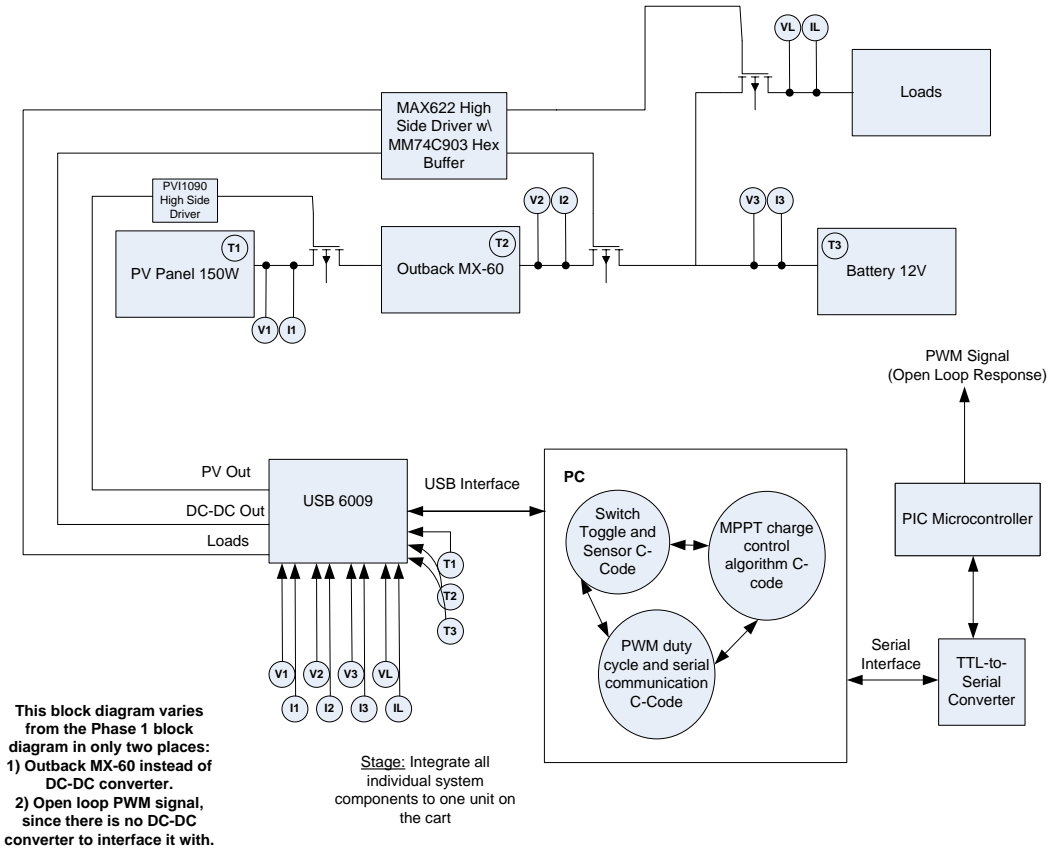 VL
IL
MAX622 High
Side Driver w\
MM74C903 Hex
Buffer
Loads
PVI1090
High Side
Driver
V2
I2
V3
I3
T1
PV Panel 150W
T2
Outback MX-60
T3
Battery 12V
V1
I1
PWM Signal
(Open Loop Response)
PV Out
DC-DC Out
Loads
USB 6009
USB Interface
PC
Switch
Toggle and
Sensor C-
Code
MPPT charge
control
algorithm C-
code
PWM duty
cycle and serial
communication
C-Code
PIC Microcontroller
T1
T2
T3
Serial
Interface
TTL-to-
Serial
Converter
V1
V2
V3
VL
I1
I2
I3
IL
This block diagram varies
from the Phase 1 block
diagram in only two places:
1) Outback MX-60 instead of
DC-DC converter.
2) Open loop PWM signal,
since there is no DC-DC
converter to interface it with.
Stage: Integrate all
individual system
components to one unit on
the cart